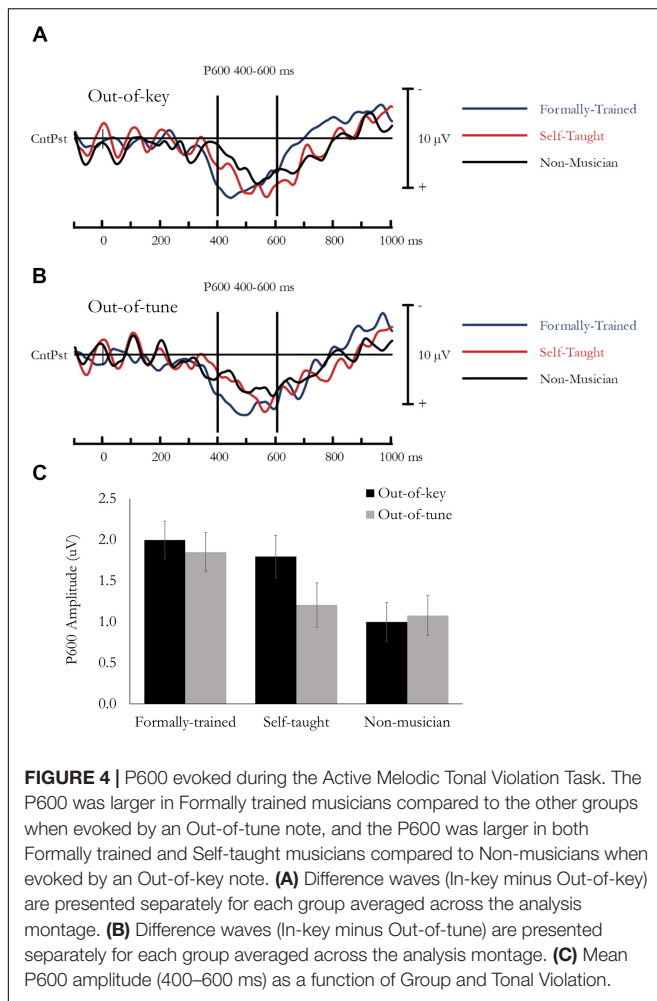 A
P600 400-600 ms
Out-of-key
CntPst
-
10 μV
+
Formally-Trained
Self-Taught
Non-Musician
0 200 400 600 800 1000 ms
B
P600 400-600 ms
Out-of-tune
CntPst
-
10 μV
+
Formally-Trained
Self-Taught
Non-Musician
0 200 400 600 800 1000 ms
C
Out-of-key
Out-of-tune
P600 Amplitude (uV)
2.5
2.0
1.5
1.0
0.5
0.0
Formally-trained Self-taught Non-musician
FIGURE 4 | P600 evoked during the Active Melodic Tonal Violation Task. The
P600 was larger in Formally trained musicians compared to the other groups
when evoked by an Out-of-tune note, and the P600 was larger in both
Formally trained and Self-taught musicians compared to Non-musicians when
evoked by an Out-of-key note. (A) Difference waves (In-key minus Out-of-key)
are presented separately for each group averaged across the analysis
montage. (B) Difference waves (In-key minus Out-of-tune) are presented
separately for each group averaged across the analysis montage. (C) Mean
P600 amplitude (400–600 ms) as a function of Group and Tonal Violation.